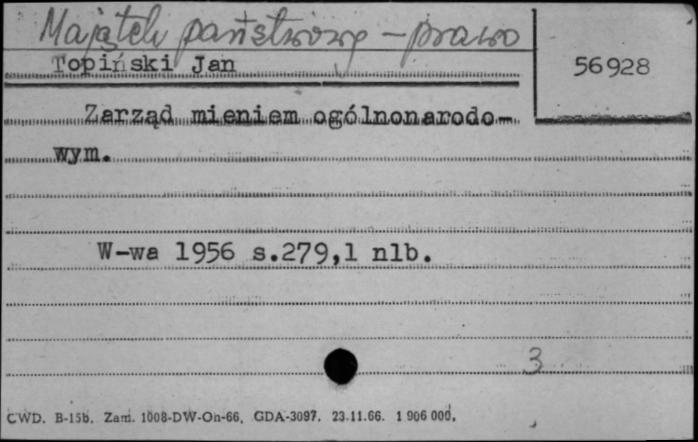 Majątek państwowy - prawo
Topiński Jan
56928
Zarząd mieniem ogólnonarodo-
wym.
W-wa 1956 s.279,1 nlb.
3
CWD. B-15b. Zam. 1008-DW-On-66. GDA-3097. 23.11.66. 1 906 000.